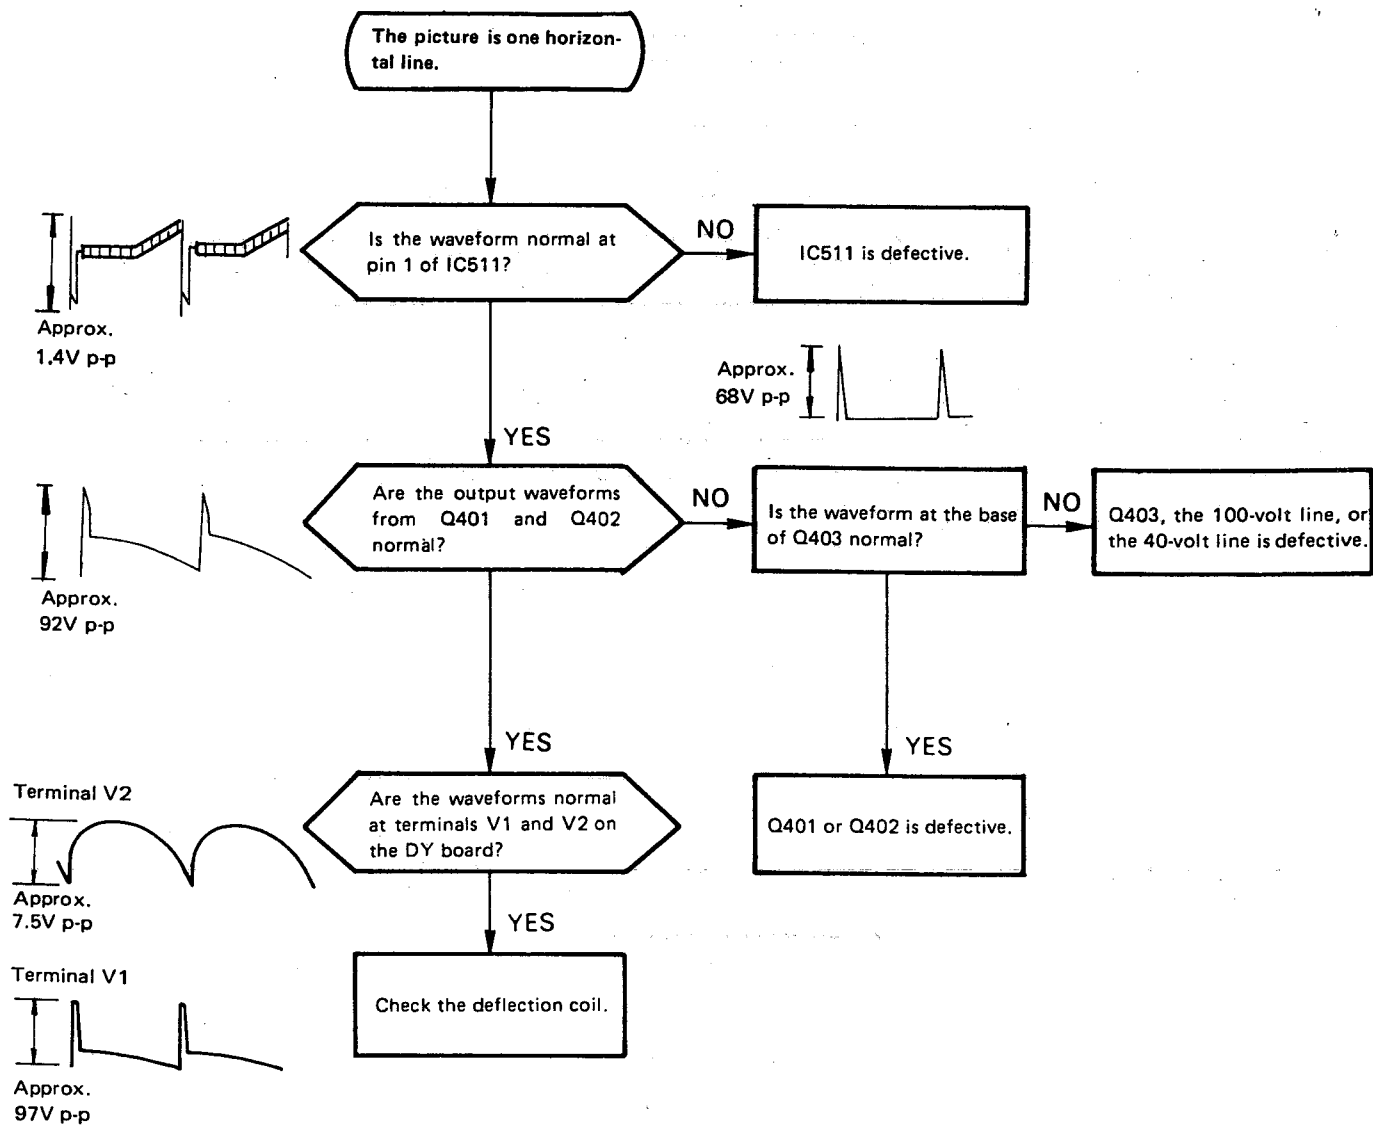 The picture is one horizon-
tal line.
Is the waveform normal at
pin 1 of IC511?
NO
IC511 is defective.
Approx.
1.4V p-p
Approx.
68V p-p
YES
Are the output waveforms
from Q401 and Q402
normal?
NO
Is the waveform at the base
of Q403 normal?
NO
Q403, the 100-volt line, or
the 40-volt line is defective.
Approx.
92V p-p
YES
YES
Terminal V2
Are the waveforms normal
at terminals V1 and V2 on
the DY board?
Q401 or Q402 is defective.
Approx.
7.5V p-p
YES
Terminal V1
Check the deflection coil.
Approx.
97V p-p